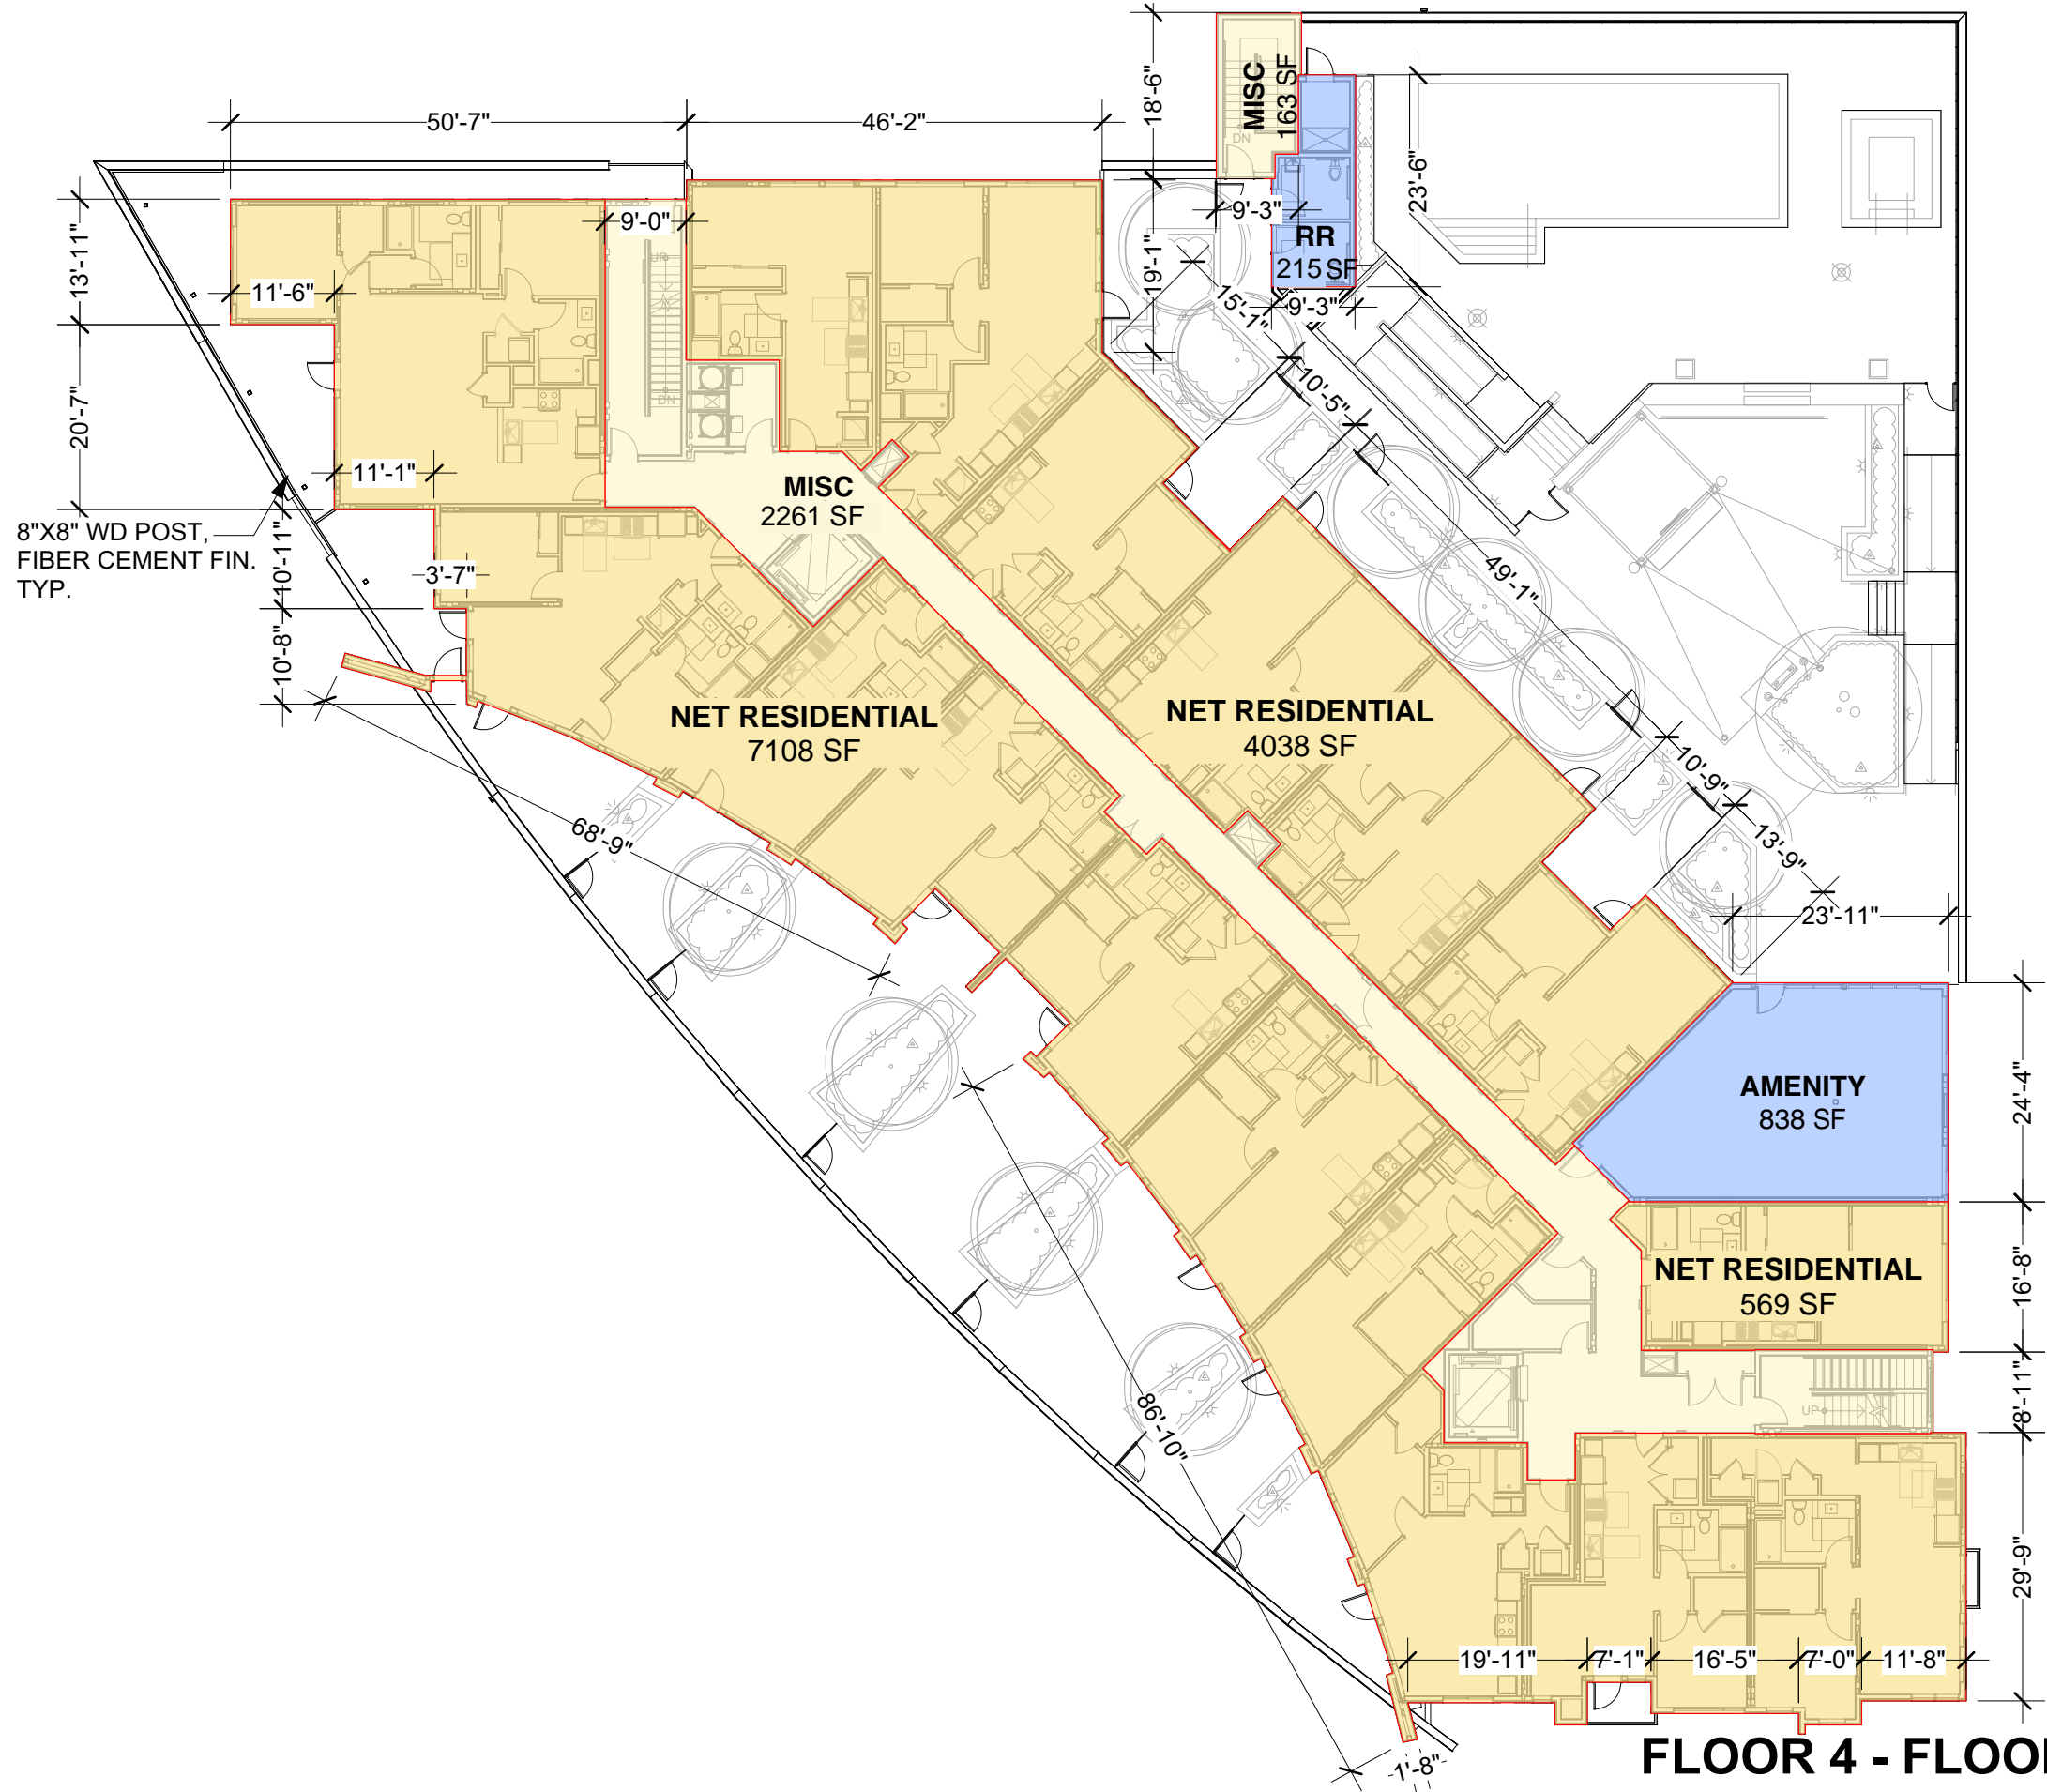 18'-6"
MISC
163 SF
DN
50'-7"
46'-2"
23'-6"
9'-3"
9'-0"
13'-11"
UP
RR
215 SF
19'-1"
11'-6"
15'-1"
9'-3"
10'-5"
DN
20'-7"
11'-1"
MISC
2261 SF
8"X8" WD POST,
FIBER CEMENT FIN.
TYP.
10'-11"
3'-7"
49'-1"
10'-8"
NET RESIDENTIAL
7108 SF
NET RESIDENTIAL
4038 SF
10'-9"
68'-9"
13'-9"
23'-11"
AMENITY
838 SF
24'-4"
NET RESIDENTIAL
569 SF
16'-8"
8'-11"
UP
86'-10"
29'-9"
19'-11"
7'-1"
16'-5"
7'-0"
11'-8"
1'-8"
FLOOR 4 - FLOO